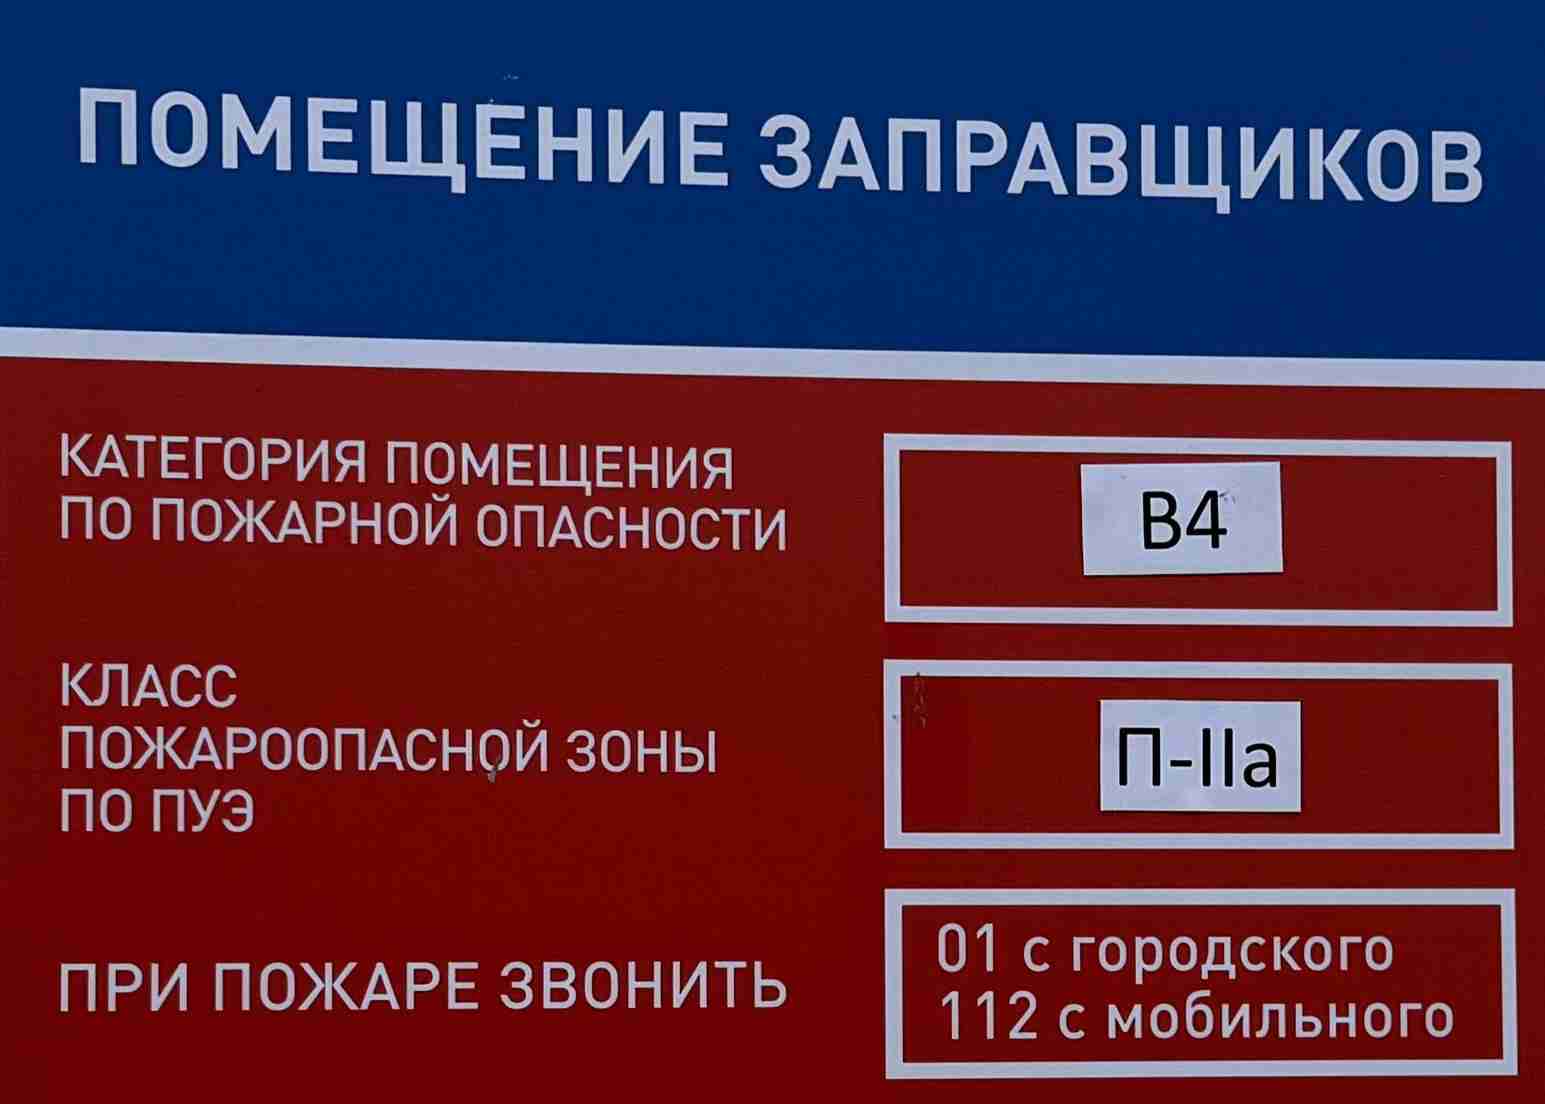 ПОМЕЩЕНИЕ ЗАПРАВЩИКОВ
КАТЕГОРИЯ ПОМЕЩЕНИЯ
ПО ПОЖАРНОЙ ОПАСНОСТИ
В4
КЛАСС
ПОЖАРООПАСНОЙ ЗОНЫ
ПО ПУЭ
П-IIа
ПРИ ПОЖАРЕ ЗВОНИТЬ
01 с городского
112 с мобильного